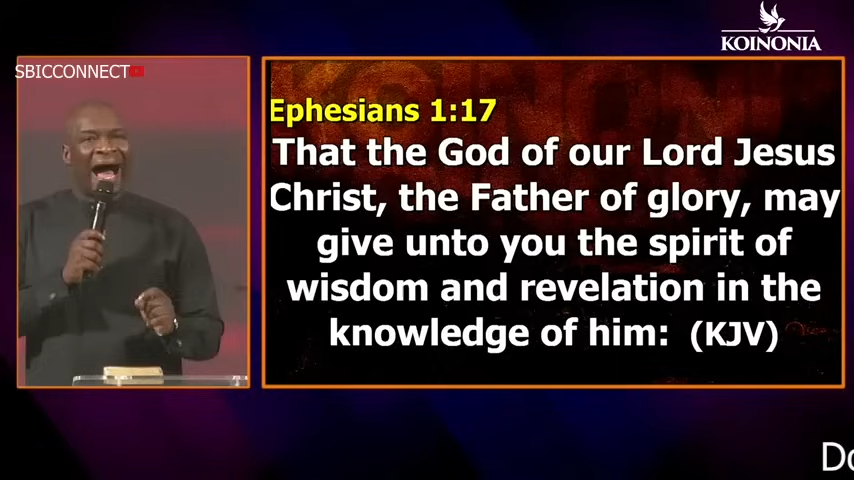 KOINONIA
SBICCONNECT
Ephesians 1:17
That the God of our Lord Jesus
Christ, the Father of glory, may
give unto you the spirit of
wisdom and revelation in the
knowledge of him: (KJV)